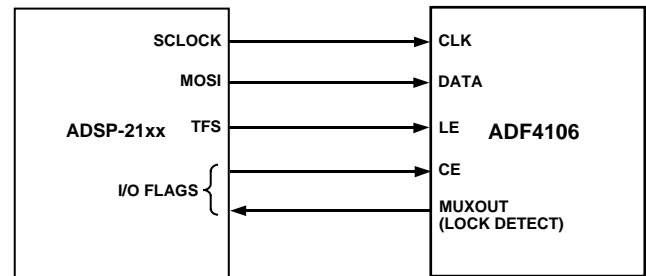 SCLOCK
MOSI
ADSP-21xx
TFS
I/O FLAGS
CLK
DATA
LE
ADF4106
CE
MUXOUT
(LOCK DETECT)